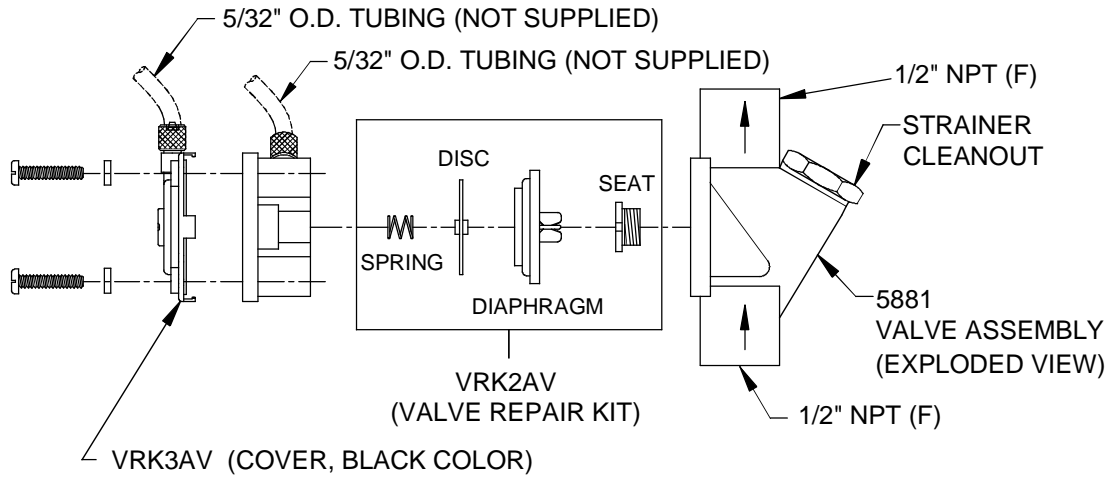 5/32" O.D. TUBING (NOT SUPPLIED)
5/32" O.D. TUBING (NOT SUPPLIED)
1/2" NPT (F)
STRAINER
CLEANOUT
DISC
SEAT
SPRING
DIAPHRAGM
5881
VALVE ASSEMBLY
(EXPLODED VIEW)
VRK2AV
(VALVE REPAIR KIT)
1/2" NPT (F)
VRK3AV (COVER, BLACK COLOR)